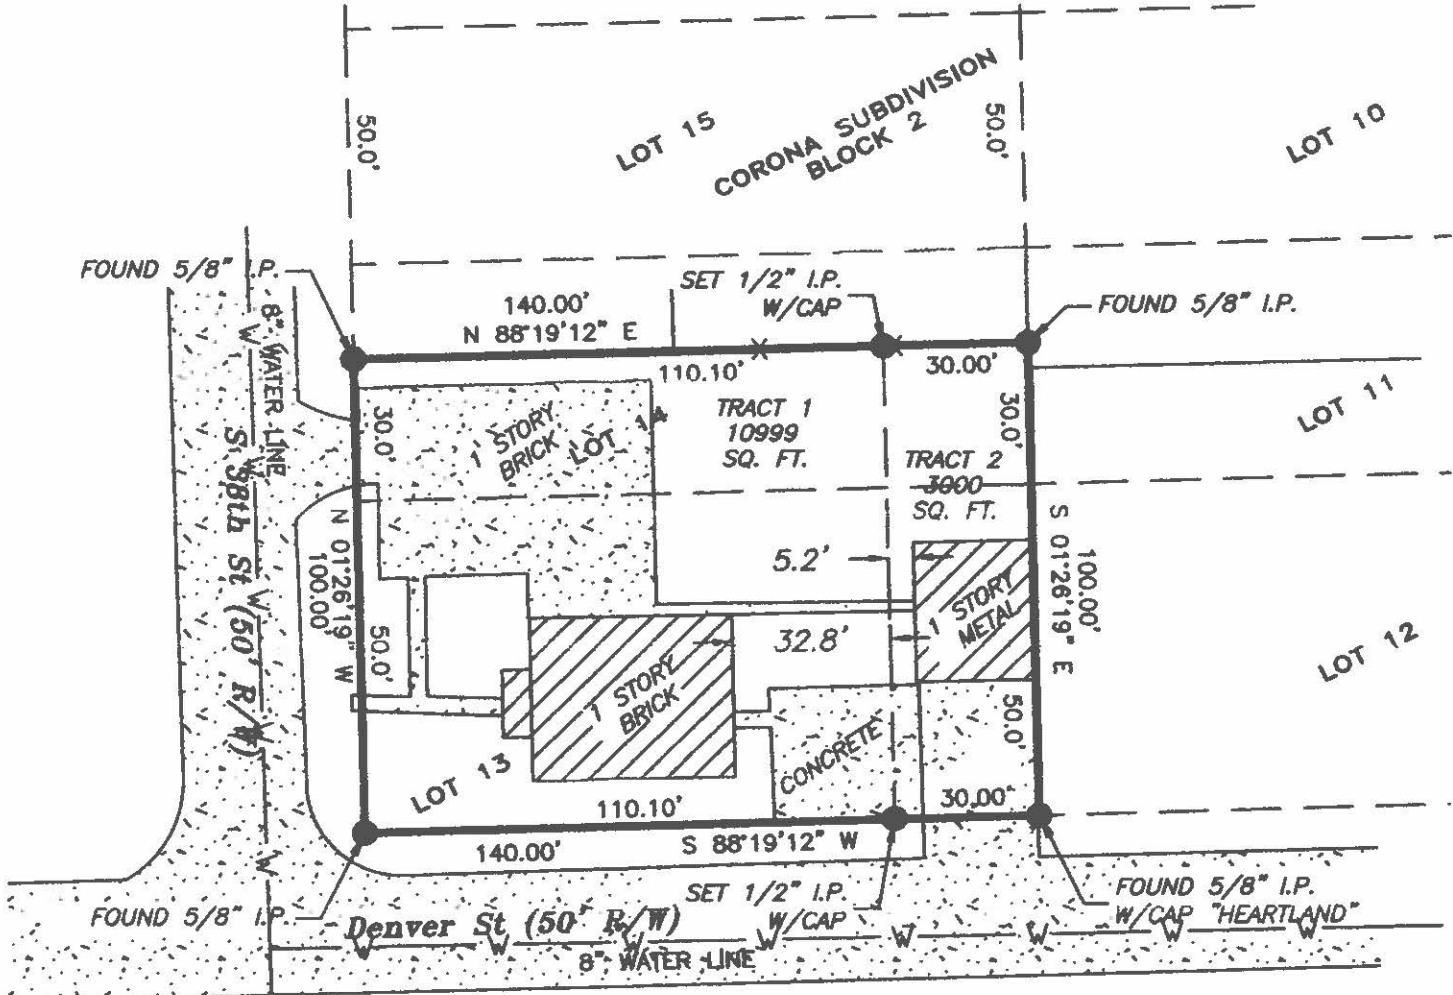 50.0'
LOT 15
CORONA SUBDIVISION
BLOCK 2
50.0'
LOT 10
FOUND 5/8" I.P.
140.00'
N 88°19'12" E
SET 1/2" I.P.
W/CAP
FOUND 5/8" I.P.
110.10'
30.00'
8" WATER LINE
W
W
W
W
W
S 38th St (50' R/W)
30.0'
1 STORY
BRICK
LOT 14
TRACT 1
10999
SQ. FT.
30.0'
LOT 11
TRACT 2
3000
SQ. FT.
N 01°26'19" W
100.00'
5.2'
S 01°26'19" E
100.00'
50.0'
32.8'
1 STORY
METAL
LOT 12
1 STORY
BRICK
50.0'
CONCRETE
LOT 13
110.10'
30.00'
140.00'
S 88°19'12" W
FOUND 5/8" I.P.
SET 1/2" I.P.
W/CAP
FOUND 5/8" I.P.
W/CAP "HEARTLAND"
Denver St (50' R/W)
W W W W W W W W
8" WATER LINE